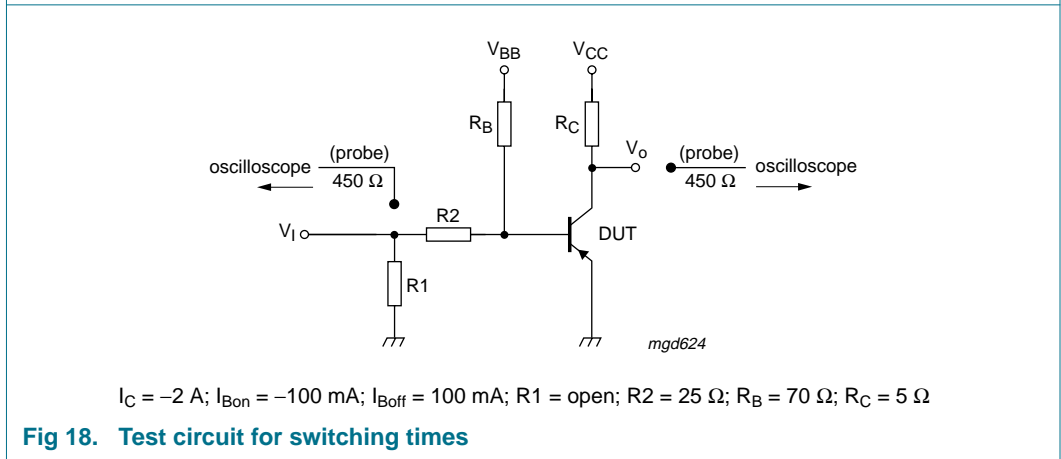 V_BB V_CC
R_B R_C
oscilloscope (probe) 450 Ω
V_o (probe) 450 Ω oscilloscope
R2
V_I DUT
R1
mgd624
I_C = −2 A; I_Bon = −100 mA; I_Boff = 100 mA; R1 = open; R2 = 25 Ω; R_B = 70 Ω; R_C = 5 Ω
Fig 18. Test circuit for switching times